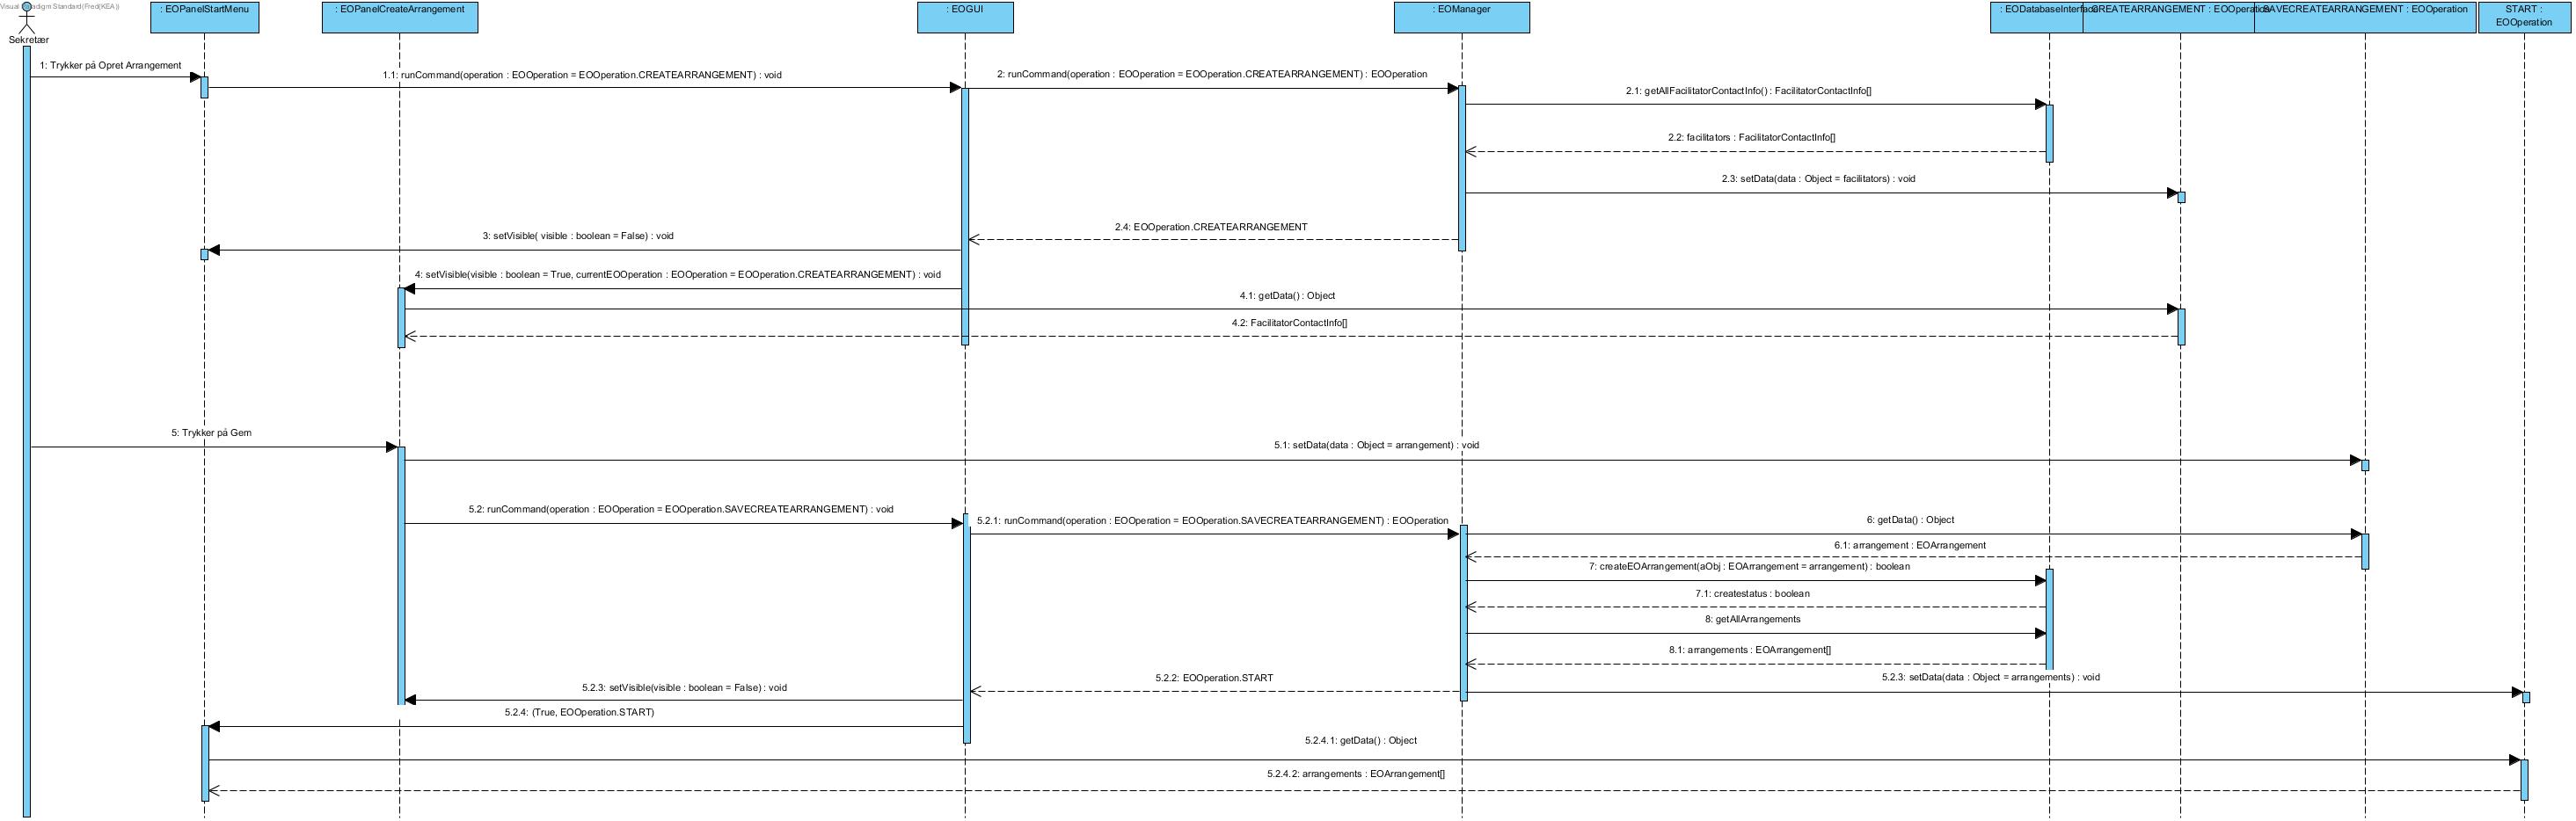 Visual Paradigm Standard(Fred(KEA))
Sekretær
: EOPanelStartMenu
: EOPanelCreateArrangement
: EOGUI
: EOManager
: EODatabaseInterface
CREATEARRANGEMENT : EOOperation
SAVECREATEARRANGEMENT : EOOperation
START :
EOOperation
1: Trykker på Opret Arrangement
1.1: runCommand(operation : EOOperation = EOOperation.CREATEARRANGEMENT) : void
2: runCommand(operation : EOOperation = EOOperation.CREATEARRANGEMENT) : EOOperation
2.1: getAllFacilitatorContactInfo() : FacilitatorContactInfo[]
2.2: facilitators : FacilitatorContactInfo[]
2.3: setData(data : Object = facilitators) : void
2.4: EOOperation.CREATEARRANGEMENT
3: setVisible( visible : boolean = False) : void
4: setVisible(visible : boolean = True, currentEOOperation : EOOperation = EOOperation.CREATEARRANGEMENT) : void
4.1: getData() : Object
4.2: FacilitatorContactInfo[]
5: Trykker på Gem
5.1: setData(data : Object = arrangement) : void
5.2: runCommand(operation : EOOperation = EOOperation.SAVECREATEARRANGEMENT) : void
5.2.1: runCommand(operation : EOOperation = EOOperation.SAVECREATEARRANGEMENT) : EOOperation
6: getData() : Object
6.1: arrangement : EOArrangement
7: createEOArrangement(aObj : EOArrangement = arrangement) : boolean
7.1: createstatus : boolean
8: getAllArrangements
8.1: arrangements : EOArrangement[]
5.2.2: EOOperation.START
5.2.3: setData(data : Object = arrangements) : void
5.2.3: setVisible(visible : boolean = False) : void
5.2.4: (True, EOOperation.START)
5.2.4.1: getData() : Object
5.2.4.2: arrangements : EOArrangement[]